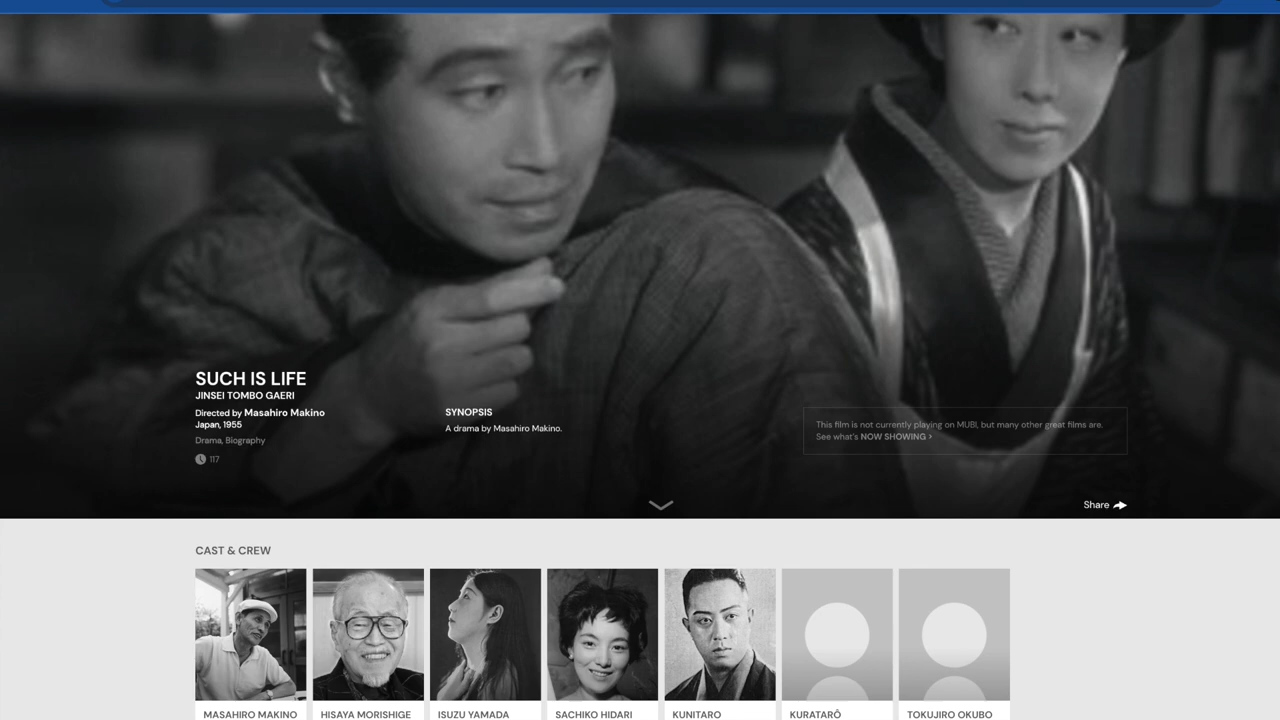 SUCH IS LIFE
JINSEI TOMBO GAERI
Directed by Masahiro Makino
Japan, 1955
Drama, Biography
117
SYNOPSIS
A drama by Masahiro Makino.
This film is not currently playing on MUBI, but many other great films are.
See what's NOW SHOWING >
Share
CAST & CREW
MASAHIRO MAKINO
HISAYA MORISHIGE
ISUZU YAMADA
SACHIKO HIDARI
KUNITARO
KURATARŌ
TOKUJIRO OKUBO